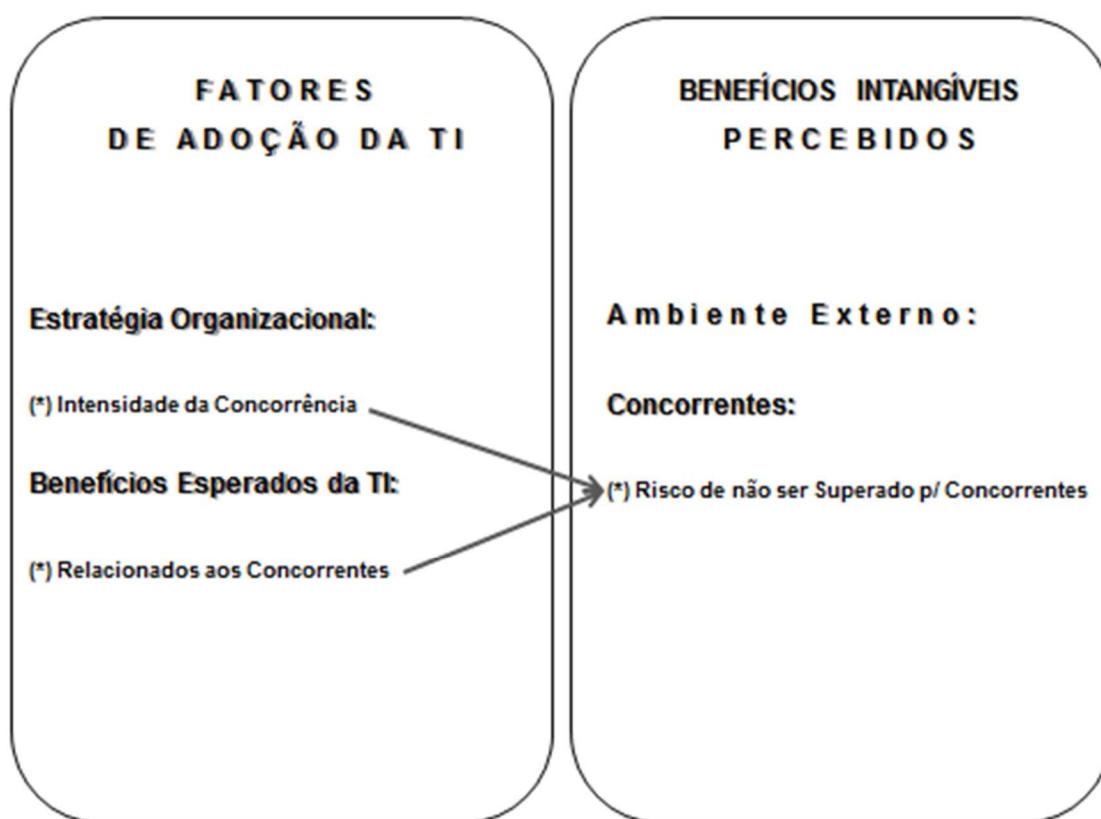 FATORES
DE ADOÇÃO DA TI
Estratégia Organizacional:
(*) Intensidade da Concorrência
Benefícios Esperados da TI:
(*) Relacionados aos Concorrentes
BENEFÍCIOS INTANGÍVEIS
PERCEBIDOS
Ambiente Externo:
Concorrentes:
(*) Risco de não ser Superado p/ Concorrentes